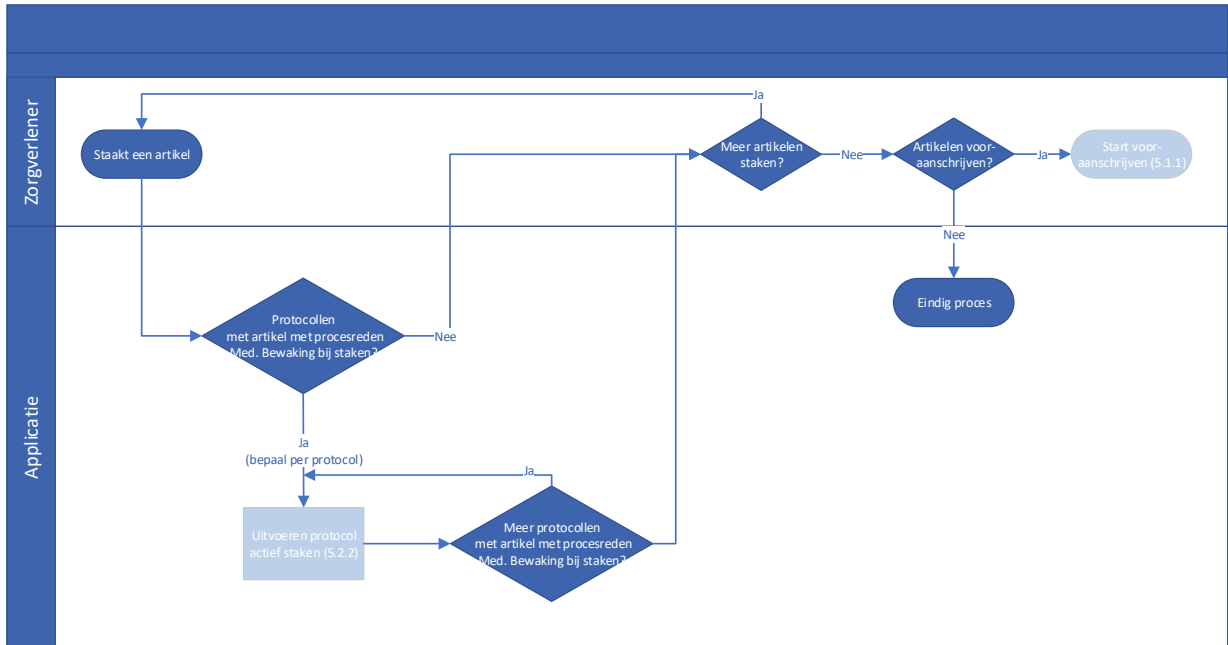 Zorgverlener
Ja
Staakt een artikel
Meer artikelen
staken?
Nee
Artikelen voor-
aanschrijven?
Ja
Start voor-
aanschrijven (5.1.1)
Nee
Eindig proces
Applicatie
Protocollen
met artikel met procesreden
Med. Bewaking bij staken?
Nee
Ja
(bepaal per protocol)
Ja
Uitvoeren protocol
actief staken (5.2.2)
Meer protocollen
met artikel met procesreden
Med. Bewaking bij staken?